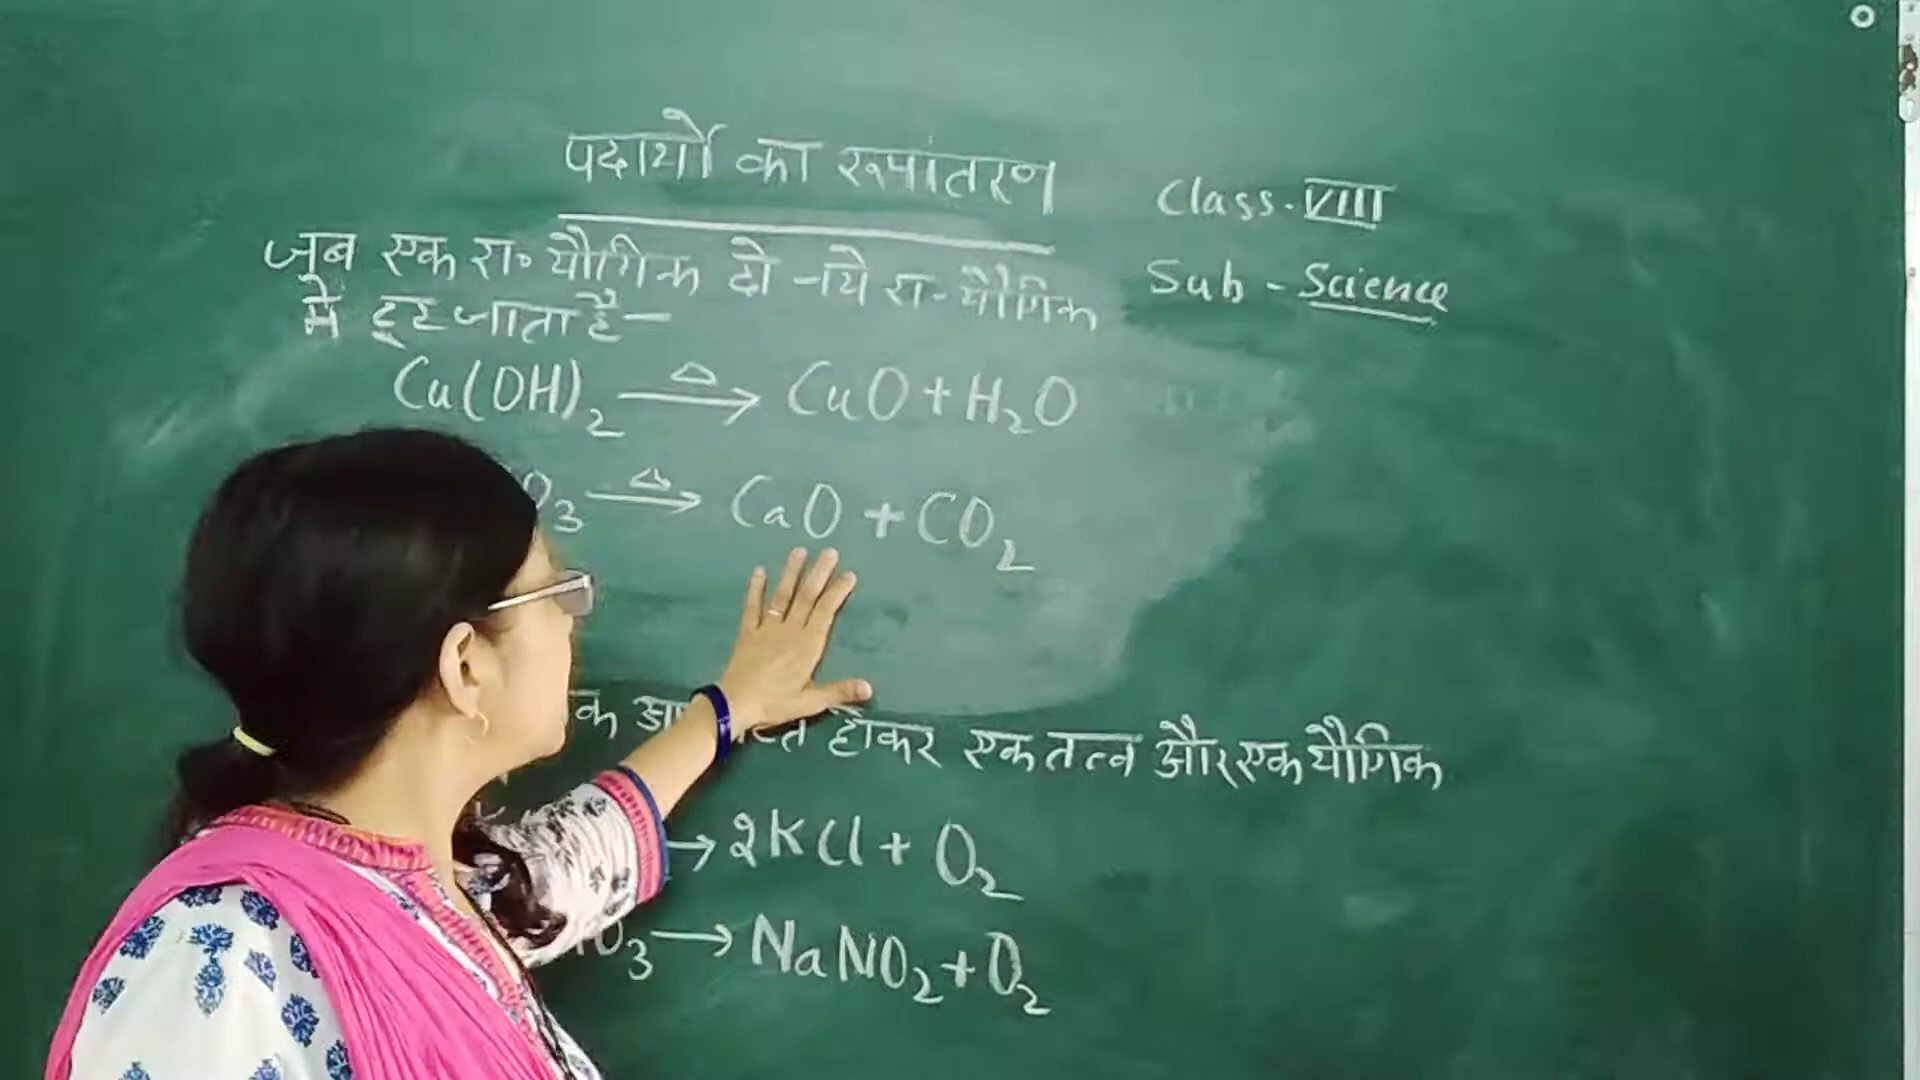 पदार्थो का रूपांतरण
Class. VIII
Sub - Science
जब एक रा० यौगिक दो -ये रा- यौगिक
में टूट जाता है-
Cu(OH)₂ △→ CuO + H₂O
O₃ △→ CaO + CO₂
होकर एक तत्व और एक यौगिक
→ 2KCl + O₂
O₃ → NaNO₂ + O₂